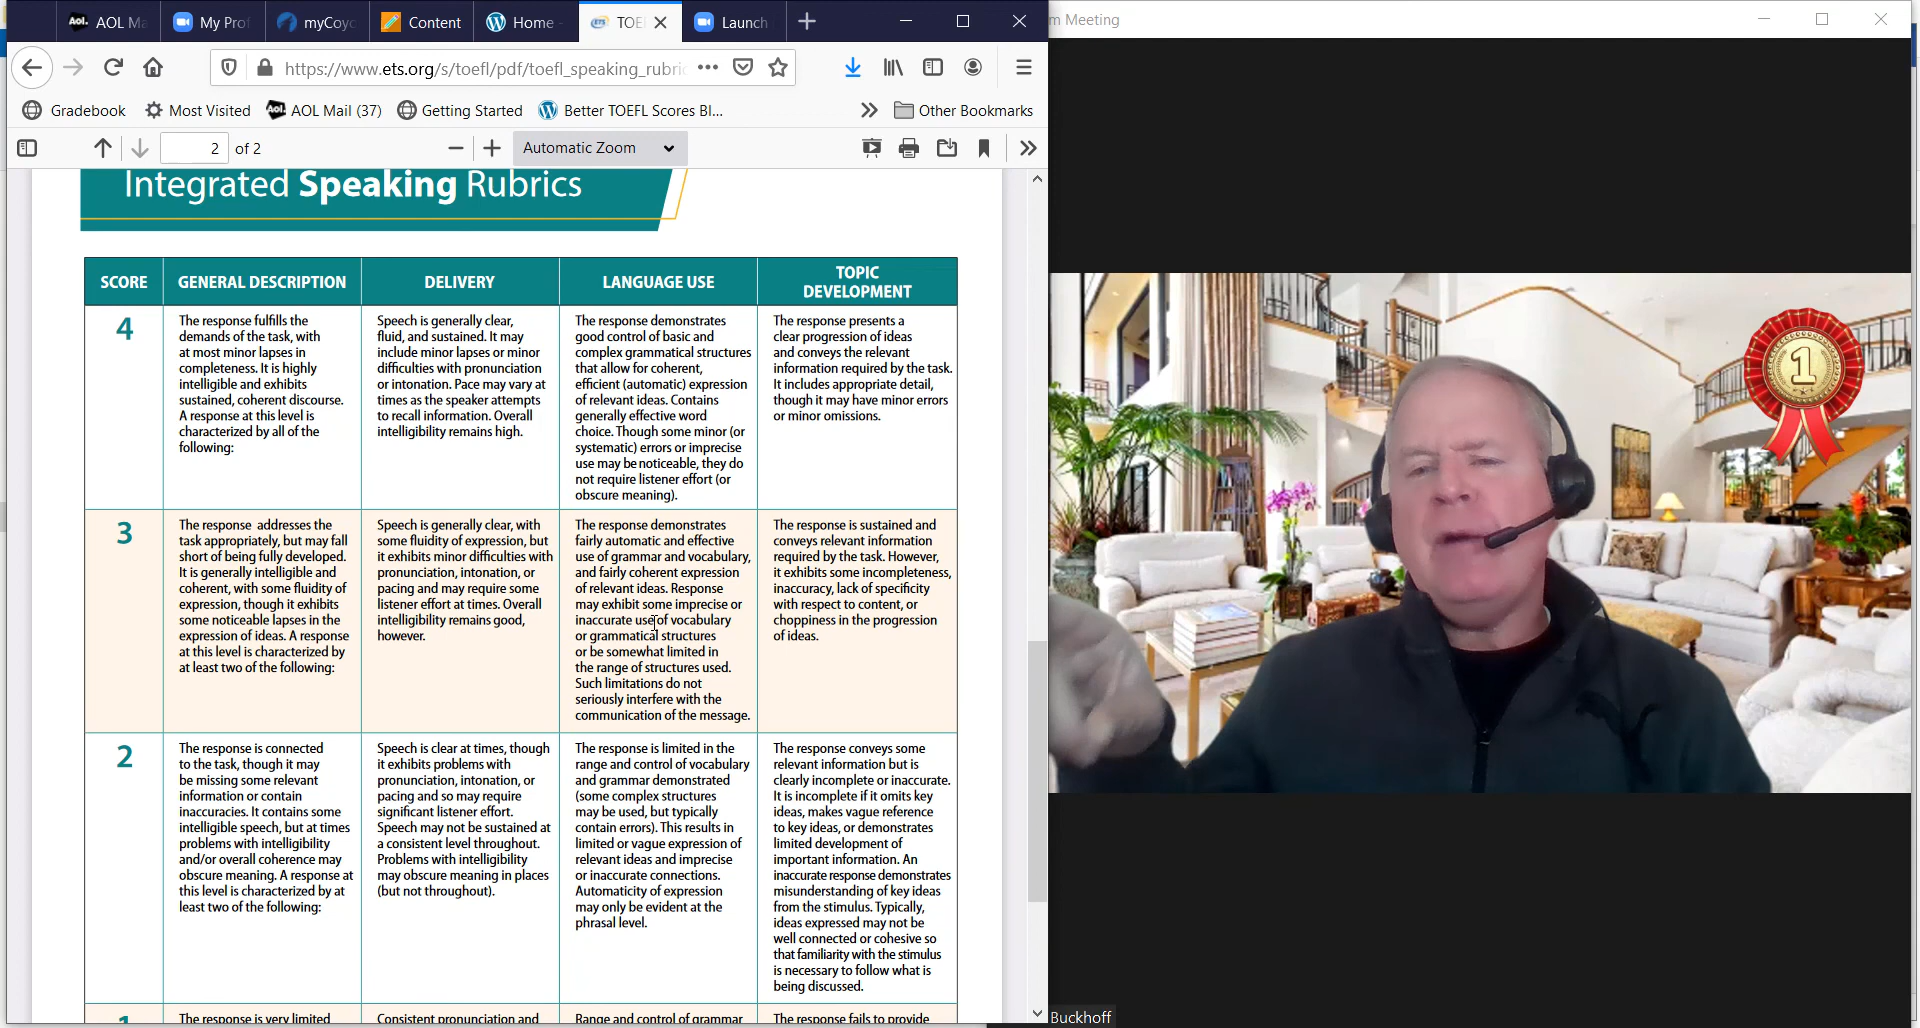 AOL Ma
My Prof
myCoyo
Content
Home -
TOEF
Launch
m Meeting
https://www.ets.org/s/toefl/pdf/toefl_speaking_rubric
Gradebook
Most Visited
Aol.
AOL Mail (37)
Getting Started
Better TOEFL Scores Bl...
Other Bookmarks
2 of 2
Automatic Zoom
Integrated Speaking Rubrics
SCORE
GENERAL DESCRIPTION
DELIVERY
LANGUAGE USE
TOPIC
DEVELOPMENT
4
The response fulfills the
demands of the task, with
at most minor lapses in
completeness. It is highly
intelligible and exhibits
sustained, coherent discourse.
A response at this level is
characterized by all of the
following:
Speech is generally clear,
fluid, and sustained. It may
include minor lapses or minor
difficulties with pronunciation
or intonation. Pace may vary at
times as the speaker attempts
to recall information. Overall
intelligibility remains high.
The response demonstrates
good control of basic and
complex grammatical structures
that allow for coherent,
efficient (automatic) expression
of relevant ideas. Contains
generally effective word
choice. Though some minor (or
systematic) errors or imprecise
use may be noticeable, they do
not require listener effort (or
obscure meaning).
The response presents a
clear progression of ideas
and conveys the relevant
information required by the task.
It includes appropriate detail,
though it may have minor errors
or minor omissions.
3
The response addresses the
task appropriately, but may fall
short of being fully developed.
It is generally intelligible and
coherent, with some fluidity of
expression, though it exhibits
some noticeable lapses in the
expression of ideas. A response
at this level is characterized by
at least two of the following:
Speech is generally clear, with
some fluidity of expression, but
it exhibits minor difficulties with
pronunciation, intonation, or
pacing and may require some
listener effort at times. Overall
intelligibility remains good,
however.
The response demonstrates
fairly automatic and effective
use of grammar and vocabulary,
and fairly coherent expression
of relevant ideas. Response
may exhibit some imprecise or
inaccurate use of vocabulary
or grammatical structures
or be somewhat limited in
the range of structures used.
Such limitations do not
seriously interfere with the
communication of the message.
The response is sustained and
conveys relevant information
required by the task. However,
it exhibits some incompleteness,
inaccuracy, lack of specificity
with respect to content, or
choppiness in the progression
of ideas.
2
The response is connected
to the task, though it may
be missing some relevant
information or contain
inaccuracies. It contains some
intelligible speech, but at times
problems with intelligibility
and/or overall coherence may
obscure meaning. A response at
this level is characterized by at
least two of the following:
Speech is clear at times, though
it exhibits problems with
pronunciation, intonation, or
pacing and so may require
significant listener effort.
Speech may not be sustained at
a consistent level throughout.
Problems with intelligibility
may obscure meaning in places
(but not throughout).
The response is limited in the
range and control of vocabulary
and grammar demonstrated
(some complex structures
may be used, but typically
contain errors). This results in
limited or vague expression of
relevant ideas and imprecise
or inaccurate connections.
Automaticity of expression
may only be evident at the
phrasal level.
The response conveys some
relevant information but is
clearly incomplete or inaccurate.
It is incomplete if it omits key
ideas, makes vague reference
to key ideas, or demonstrates
limited development of
important information. An
inaccurate response demonstrates
misunderstanding of key ideas
from the stimulus. Typically,
ideas expressed may not be
well connected or cohesive so
that familiarity with the stimulus
is necessary to follow what is
being discussed.
1
The response is very limited
Consistent pronunciation and
Range and control of grammar
The response fails to provide
1
Buckhoff